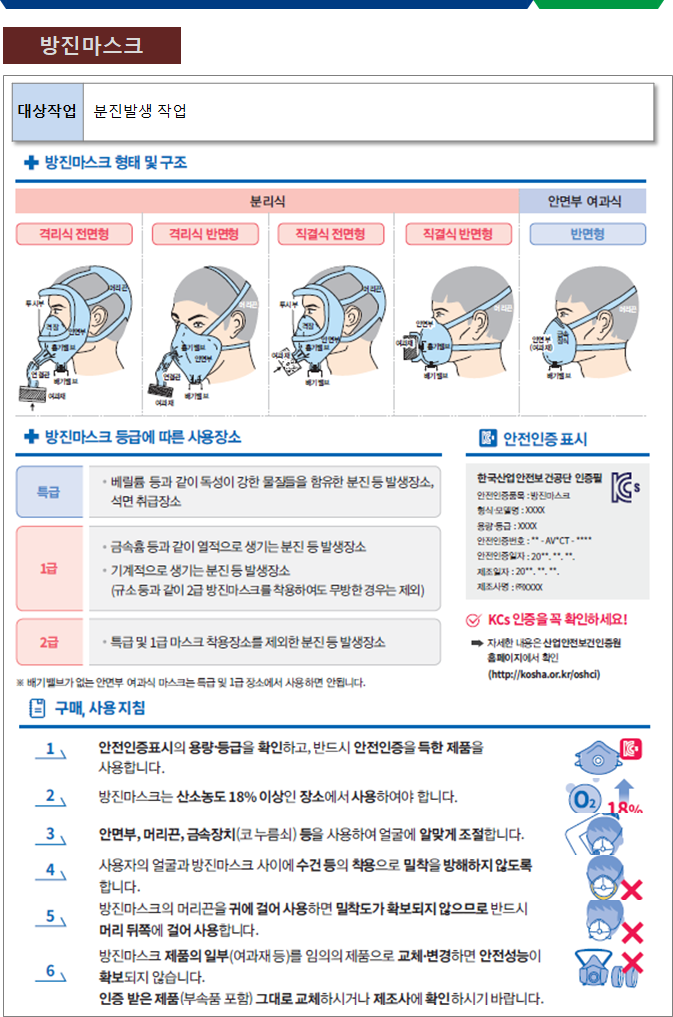 방진마스크
대상작업 분진발생 작업
방진마스크 형태 및 구조
분리식 안면부 여과식
격리식 전면형 격리식 반면형 직결식 전면형 직결식 반면형 반면형
머리끈 머리끈 머리끈 머리끈 머리끈
투시부 투시부
격장 격장
안면부 안면부 안면부 안면부
흡기밸브 흡기밸브 흡기밸브
연결관 연결관
여과재 여과재 여과재 여과재
배기밸브 배기밸브 배기밸브 배기밸브 배기밸브
금속
장식
안면부
(여과재)
방진마스크 등급에 따른 사용장소
특급
• 베릴륨 등과 같이 독성이 강한 물질들을 함유한 분진 등 발생장소,
석면 취급장소
1급
• 금속흄 등과 같이 열적으로 생기는 분진 등 발생장소
• 기계적으로 생기는 분진 등 발생장소
(규소 등과 같이 2급 방진마스크를 착용하여도 무방한 경우는 제외)
2급
• 특급 및 1급 마스크 착용장소를 제외한 분진 등 발생장소
※ 배기밸브가 없는 안면부 여과식 마스크는 특급 및 1급 장소에서 사용하면 안됩니다.
안전인증 표시
한국산업안전보건공단 인증필
안전인증품목 : 방진마스크
형식·모델명 : XXXX
용량·등급 : XXXX
안전인증번호 : ** - AV*CT - ****
안전인증일자 : 20**. **. **.
제조일자 : 20**. **. **.
제조사명 : ㈜XXXX
KCs 인증을 꼭 확인하세요!
➡ 자세한 내용은 산업안전보건인증원
홈페이지에서 확인
(http://kosha.or.kr/oshci)
구매, 사용 지침
1 안전인증표시의 용량·등급을 확인하고, 반드시 안전인증을 득한 제품을
사용합니다.
2 방진마스크는 산소농도 18% 이상인 장소에서 사용하여야 합니다.
O2 18%
3 안면부, 머리끈, 금속장치(코 누름쇠) 등을 사용하여 얼굴에 알맞게 조절합니다.
4 사용자의 얼굴과 방진마스크 사이에 수건 등의 착용으로 밀착을 방해하지 않도록
합니다.
5 방진마스크의 머리끈을 귀에 걸어 사용하면 밀착도가 확보되지 않으므로 반드시
머리 뒤쪽에 걸어 사용합니다.
6 방진마스크 제품의 일부(여과재 등)를 임의의 제품으로 교체·변경하면 안전성능이
확보되지 않습니다.
인증 받은 제품(부속품 포함) 그대로 교체하시거나 제조사에 확인하시기 바랍니다.